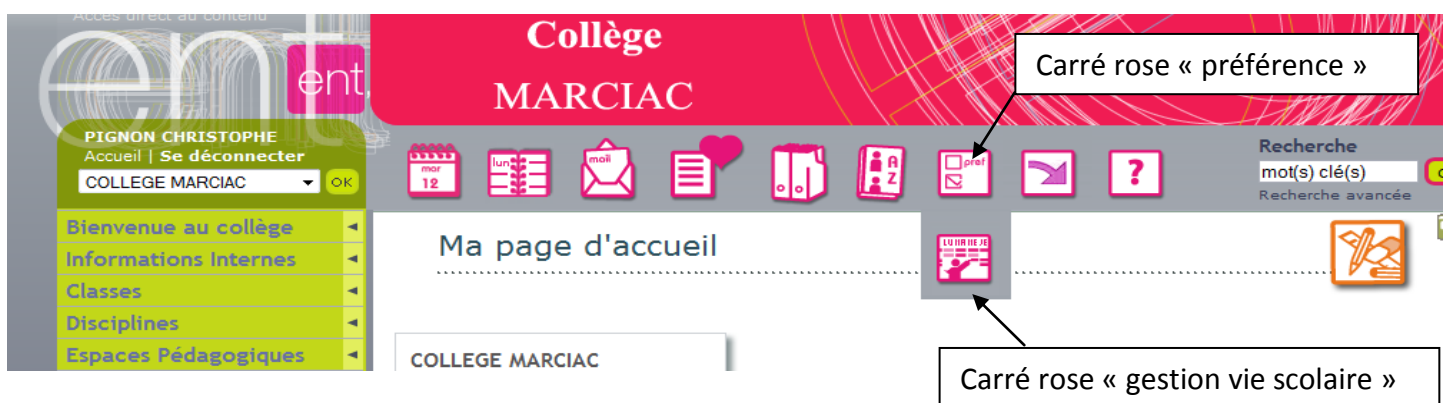 Accès direct au contenu
ent
ent
Collège
MARCIAC
Carré rose « préférence »
PIGNON CHRISTOPHE
Accueil | Se déconnecter
COLLEGE MARCIAC
OK
mar
12
lun
mail
A
Z
pref
?
Recherche
mot(s) clé(s)
Recherche avancée
Bienvenue au collège
Informations Internes
Classes
Disciplines
Espaces Pédagogiques
Ma page d'accueil
COLLEGE MARCIAC
Carré rose « gestion vie scolaire »